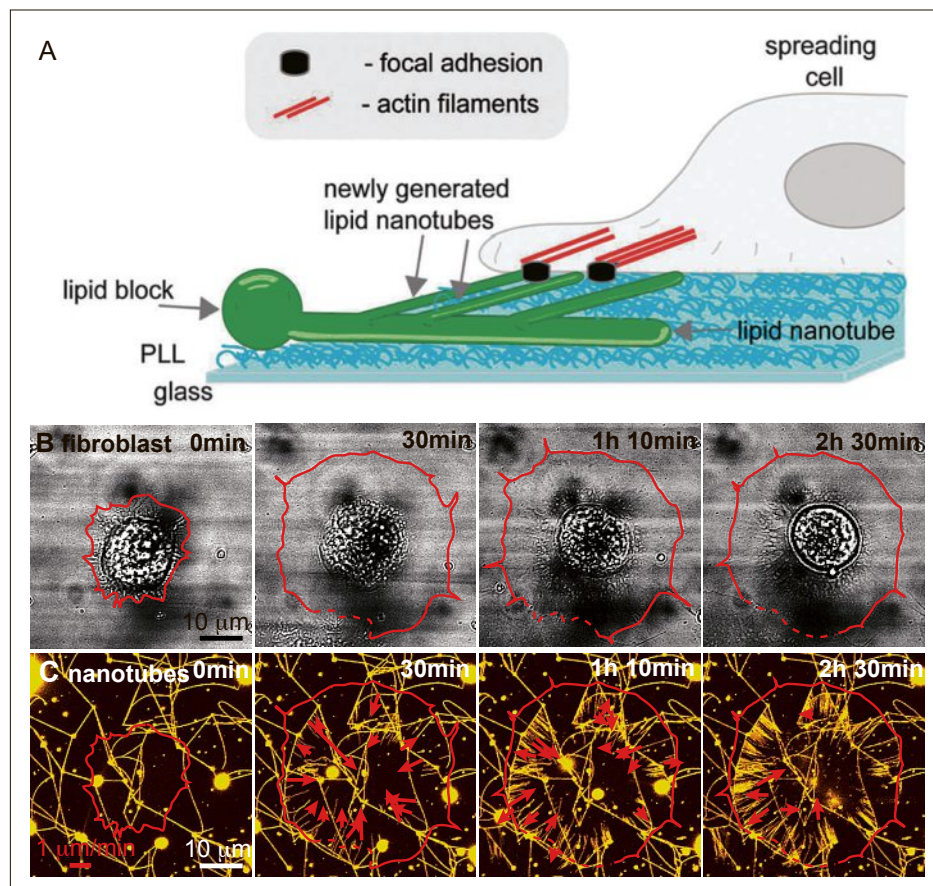 A
- focal adhesion
- actin filaments
spreading
cell
newly generated
lipid nanotubes
lipid block
lipid nanotube
PLL
glass
B fibroblast 0min
30min
1h 10min
2h 30min
10 μm
C nanotubes 0min
30min
1h 10min
2h 30min
1 μm/min
10 μm